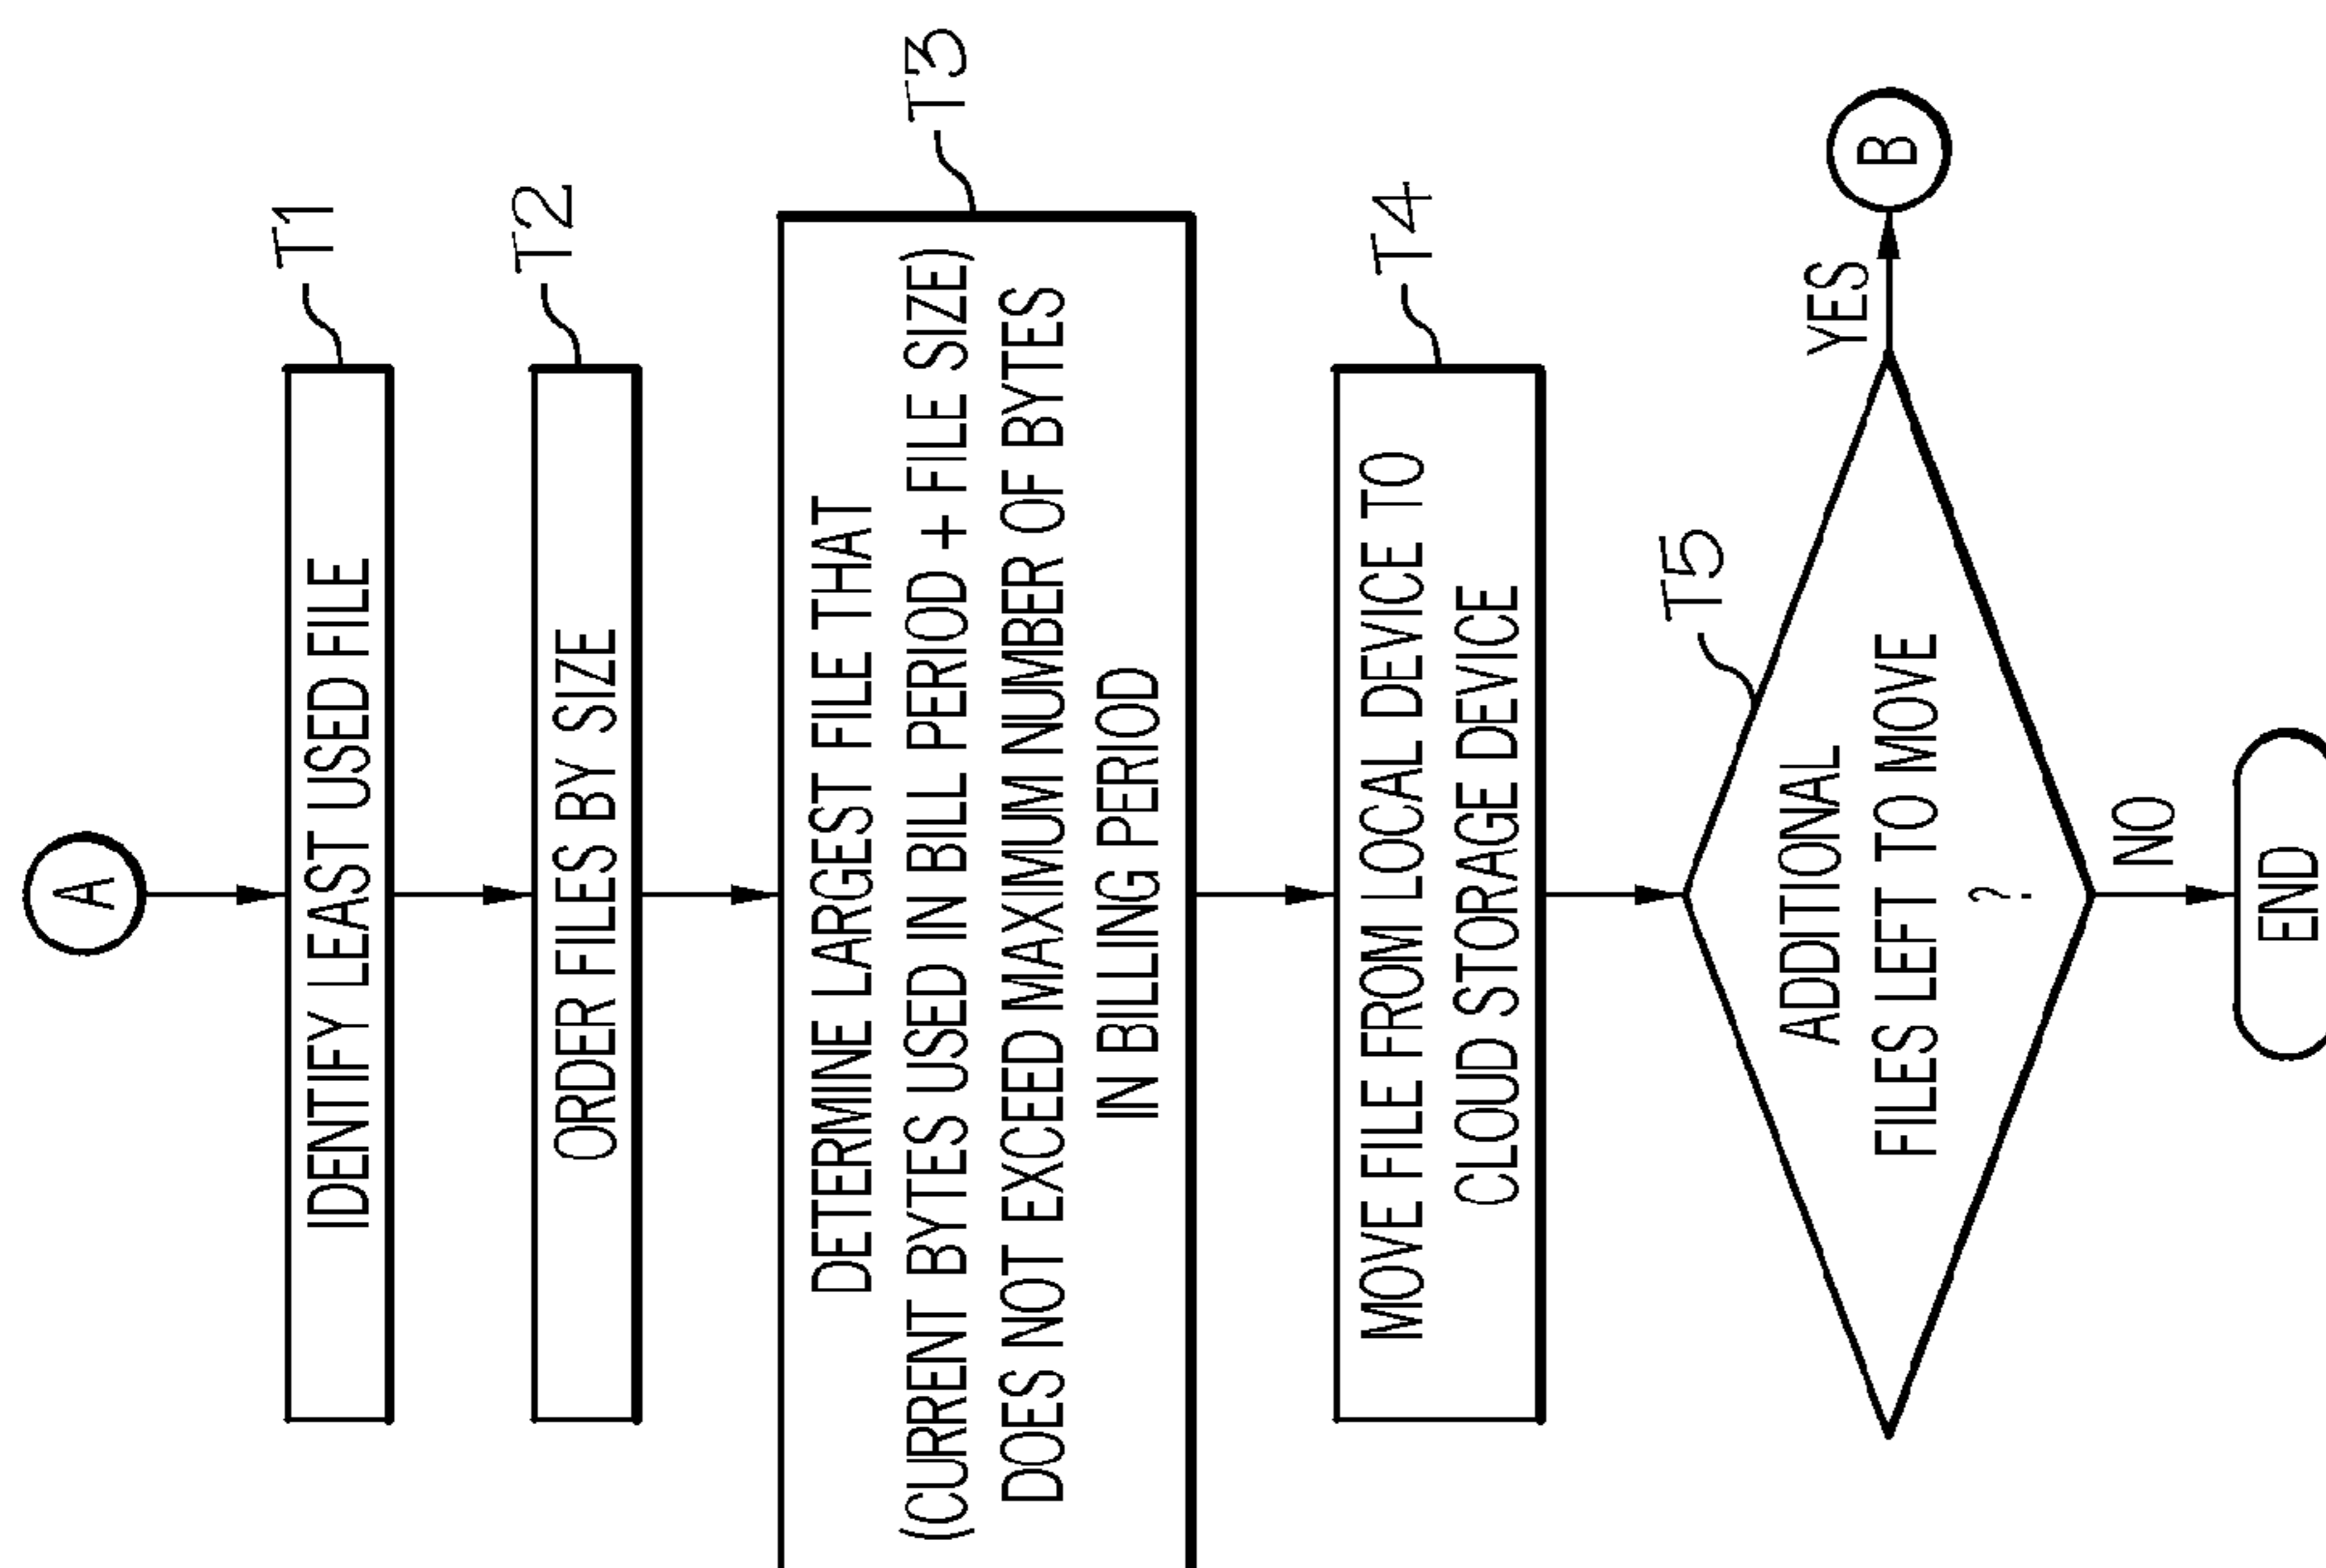 A
T1
IDENTIFY LEAST USED FILE
T2
ORDER FILES BY SIZE
T3
DETERMINE LARGEST FILE THAT
(CURRENT BYTES USED IN BILL PERIOD + FILE SIZE)
DOES NOT EXCEED MAXIMUM NUMBER OF BYTES
IN BILLING PERIOD
T4
MOVE FILE FROM LOCAL DEVICE TO
CLOUD STORAGE DEVICE
T5
ADDITIONAL
FILES LEFT TO MOVE
?
YES
B
NO
END